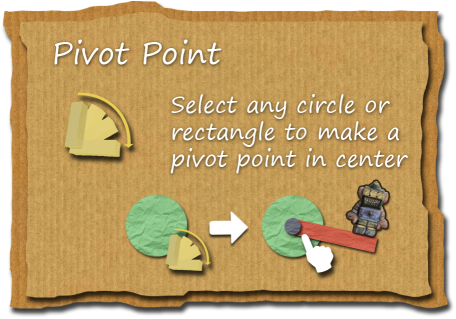 Pivot Point
Select any circle or
rectangle to make a
pivot point in center